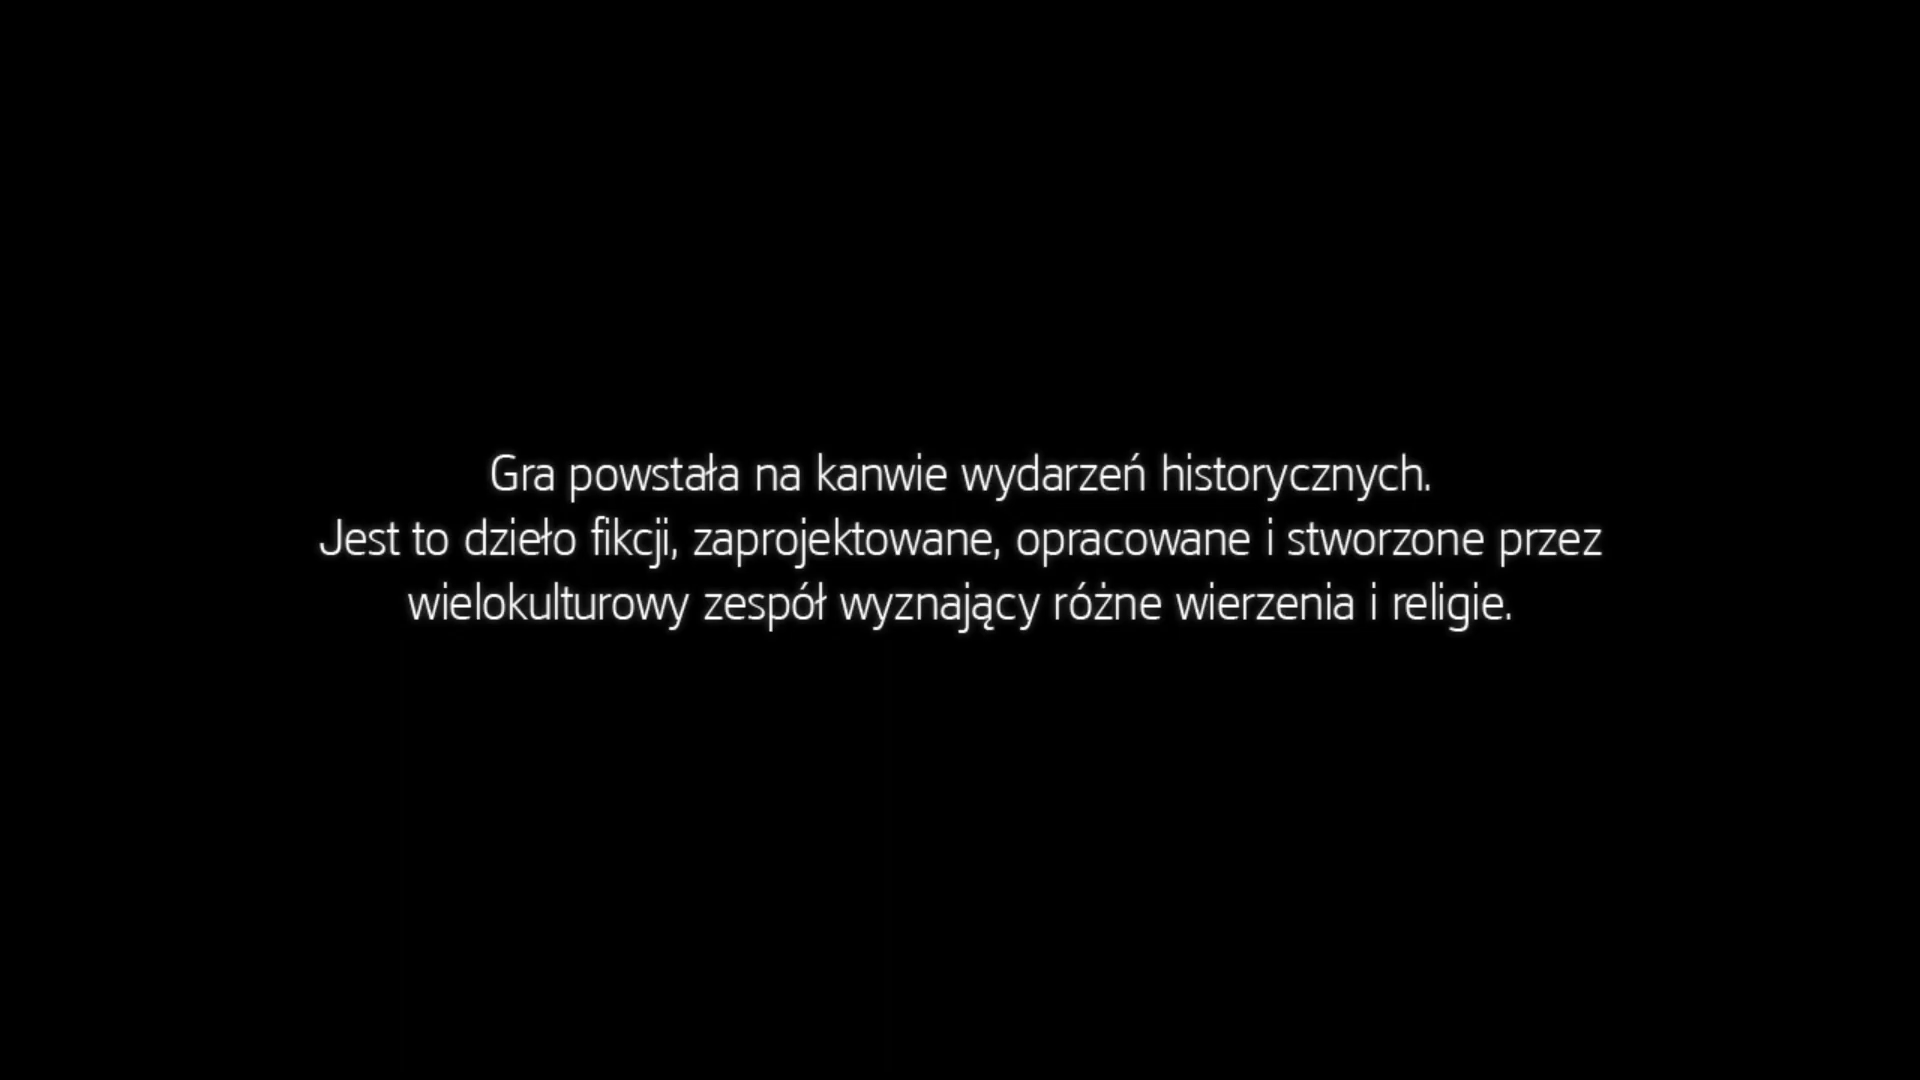 Gra powstała na kanwie wydarzeń historycznych.
Jest to dzieło fikcji, zaprojektowane, opracowane i stworzone przez
wielokulturowy zespół wyznający różne wierzenia i religie.